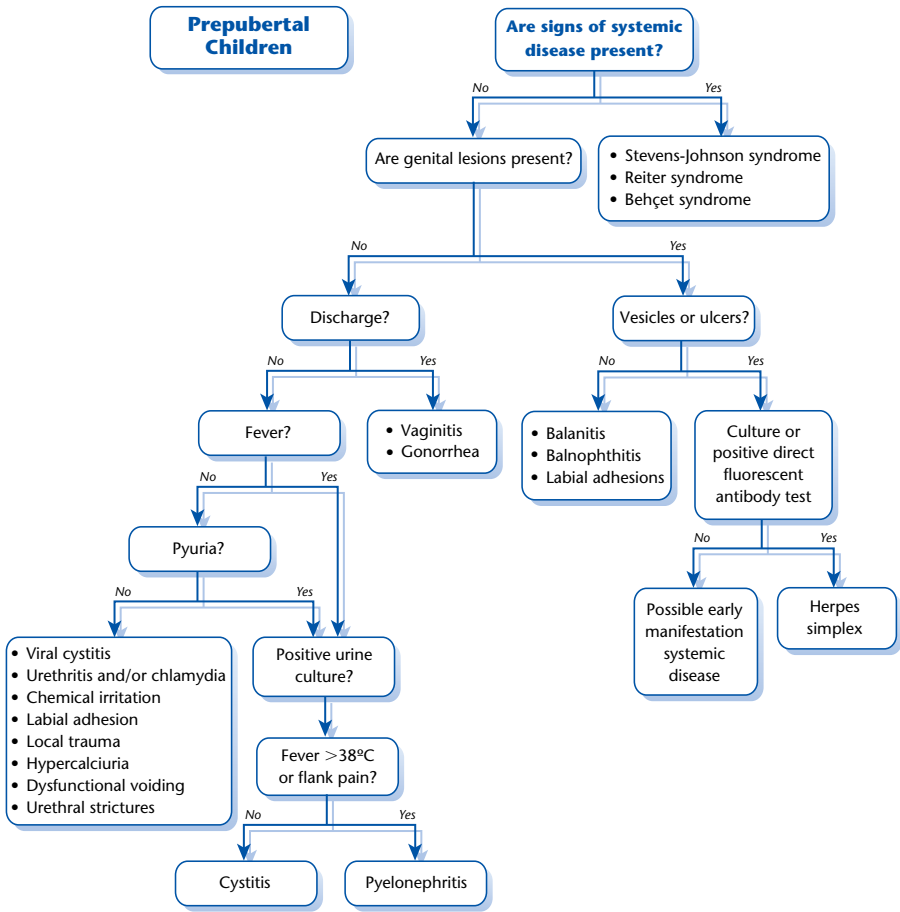 Prepubertal
Children
Are signs of systemic
disease present?
No
Yes
Are genital lesions present?
• Stevens-Johnson syndrome
• Reiter syndrome
• Behçet syndrome
No
Yes
Discharge?
Vesicles or ulcers?
No
Yes
No
Yes
Fever?
• Vaginitis
• Gonorrhea
• Balanitis
• Balnophthitis
• Labial adhesions
Culture or
positive direct
fluorescent
antibody test
No
Yes
No
Yes
Pyuria?
No
Yes
Possible early
manifestation
systemic
disease
Herpes
simplex
• Viral cystitis
• Urethritis and/or chlamydia
• Chemical irritation
• Labial adhesion
• Local trauma
• Hypercalciuria
• Dysfunctional voiding
• Urethral strictures
Positive urine
culture?
Fever >38ºC
or flank pain?
No
Yes
Cystitis
Pyelonephritis